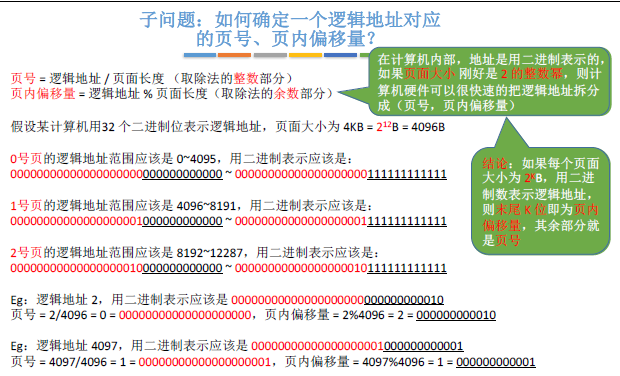 子问题：如何确定一个逻辑地址对应
的页号、页内偏移量？
在计算机内部，地址是用二进制表示的，
如果页面大小 刚好是 2 的整数幂，则计
算机硬件可以很快速的把逻辑地址拆分
成（页号，页内偏移量）
页号 = 逻辑地址 / 页面长度 （取除法的整数部分）
页内偏移量 = 逻辑地址 % 页面长度（取除法的余数部分）
假设某计算机用32 个二进制位表示逻辑地址，页面大小为 4KB = 2¹²B = 4096B
0号页的逻辑地址范围应该是 0~4095，用二进制表示应该是：
00000000000000000000000000000000 ~ 00000000000000000000111111111111
1号页的逻辑地址范围应该是 4096~8191，用二进制表示应该是：
00000000000000000001000000000000 ~ 00000000000000000001111111111111
2号页的逻辑地址范围应该是 8192~12287，用二进制表示应该是：
00000000000000000010000000000000 ~ 00000000000000000010111111111111
结论：如果每个页面
大小为 2ᴷB，用二进
制数表示逻辑地址，
则末尾 K 位即为页内
偏移量，其余部分就
是页号
Eg：逻辑地址 2，用二进制表示应该是 00000000000000000000000000000010
页号 = 2/4096 = 0 = 00000000000000000000，页内偏移量 = 2%4096 = 2 = 000000000010
Eg：逻辑地址 4097，用二进制表示应该是 00000000000000000001000000000001
页号 = 4097/4096 = 1 = 00000000000000000001，页内偏移量 = 4097%4096 = 1 = 000000000001